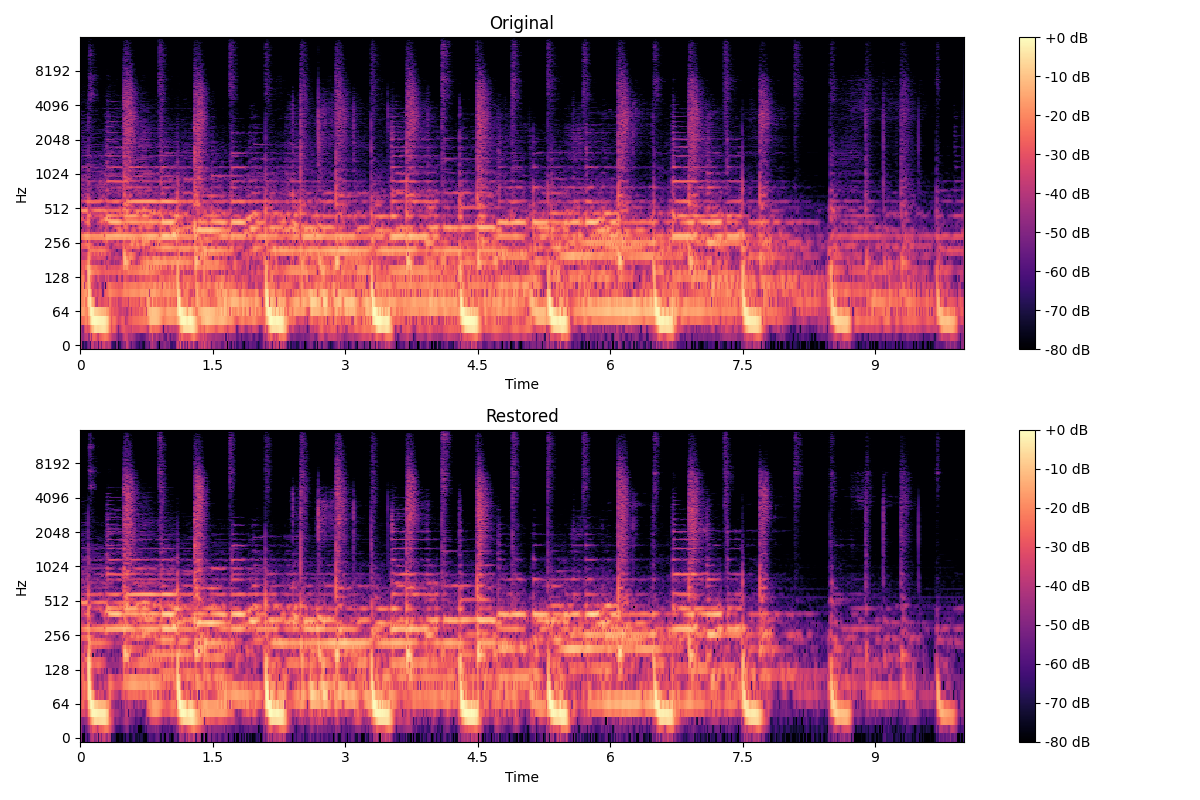 Original
8192
4096
2048
1024
512
256
128
64
0
Hz
0 1.5 3 4.5 6 7.5 9
Time
+0 dB
-10 dB
-20 dB
-30 dB
-40 dB
-50 dB
-60 dB
-70 dB
-80 dB
Restored
8192
4096
2048
1024
512
256
128
64
0
Hz
0 1.5 3 4.5 6 7.5 9
Time
+0 dB
-10 dB
-20 dB
-30 dB
-40 dB
-50 dB
-60 dB
-70 dB
-80 dB